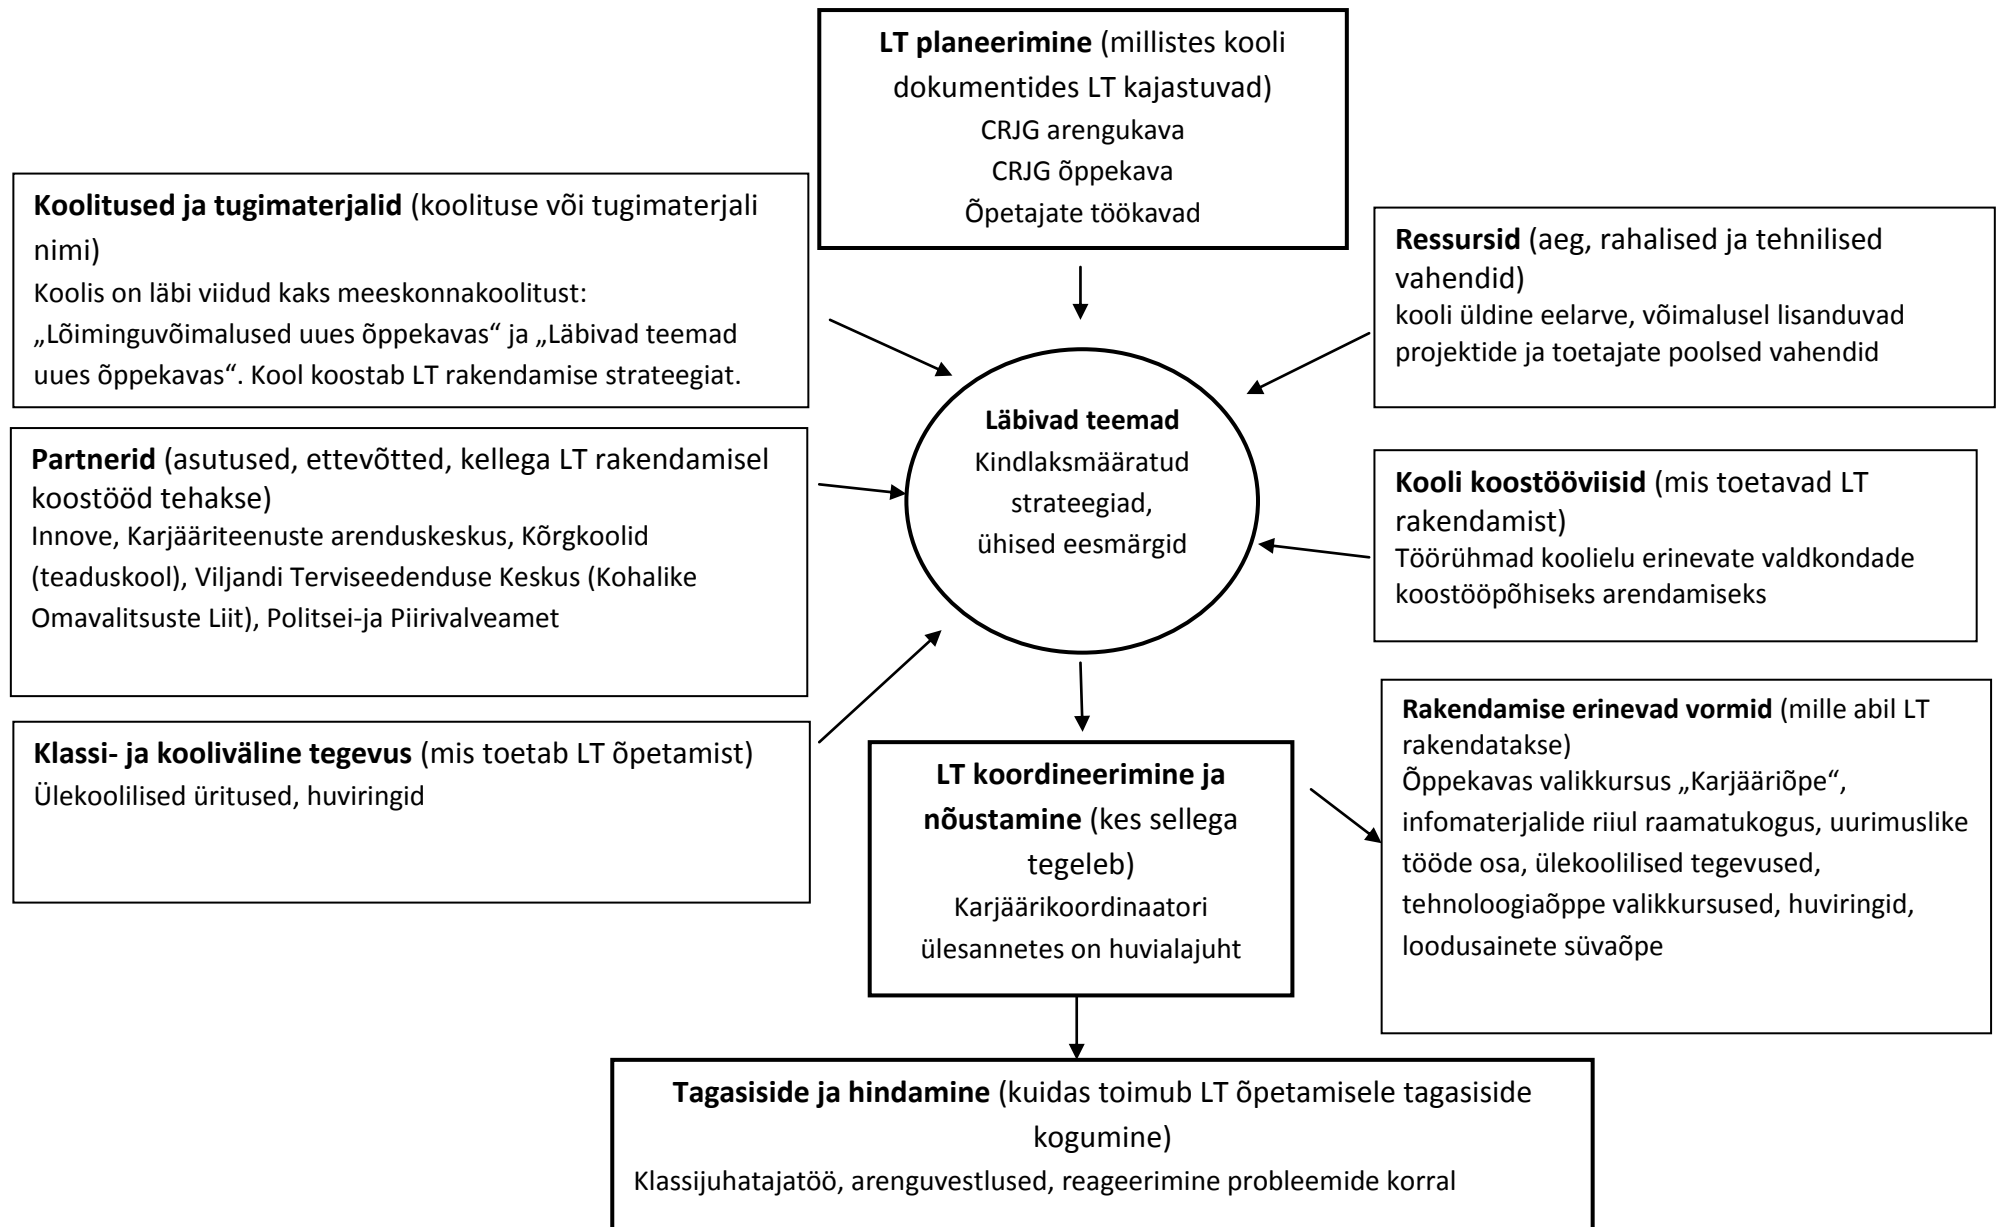 LT planeerimine (millistes kooli
dokumentides LT kajastuvad)
CRJG arengukava
CRJG õppekava
Õpetajate töökavad
Koolitused ja tugimaterjalid (koolituse või tugimaterjali
nimi)
Koolis on läbi viidud kaks meeskonnakoolitust:
„Lõiminguvõimalused uues õppekavas“ ja „Läbivad teemad
uues õppekavas“. Kool koostab LT rakendamise strateegiat.
Ressursid (aeg, rahalised ja tehnilised
vahendid)
kooli üldine eelarve, võimalusel lisanduvad
projektide ja toetajate poolsed vahendid
Läbivad teemad
Kindlaksmääratud
strateegiad,
ühised eesmärgid
Partnerid (asutused, ettevõtted, kellega LT rakendamisel
koostööd tehakse)
Innove, Karjääriteenuste arenduskeskus, Kõrgkoolid
(teaduskool), Viljandi Terviseedenduse Keskus (Kohalike
Omavalitsuste Liit), Politsei-ja Piirivalveamet
Kooli koostööviisid (mis toetavad LT
rakendamist)
Töörühmad koolielu erinevate valdkondade
koostööpõhiseks arendamiseks
Klassi- ja kooliväline tegevus (mis toetab LT õpetamist)
Ülekoolilised üritused, huviringid
LT koordineerimine ja
nõustamine (kes sellega
tegeleb)
Karjäärikoordinaatori
ülesannetes on huvialajuht
Rakendamise erinevad vormid (mille abil LT
rakendatakse)
Õppekavas valikkursus „Karjääriõpe“,
infomaterjalide riiul raamatukogus, uurimuslike
tööde osa, ülekoolilised tegevused,
tehnoloogiaõppe valikkursused, huviringid,
loodusainete süvaõpe
Tagasiside ja hindamine (kuidas toimub LT õpetamisele tagasiside
kogumine)
Klassijuhatajatöö, arenguvestlused, reageerimine probleemide korral